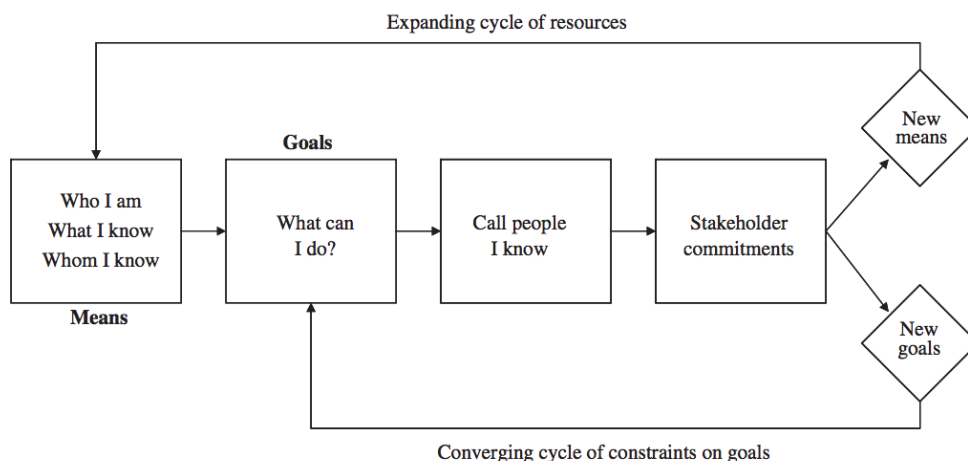 Expanding cycle of resources
New
means
Goals
Who I am
What I know
Whom I know
What can
I do?
Call people
I know
Stakeholder
commitments
Means
New
goals
Converging cycle of constraints on goals